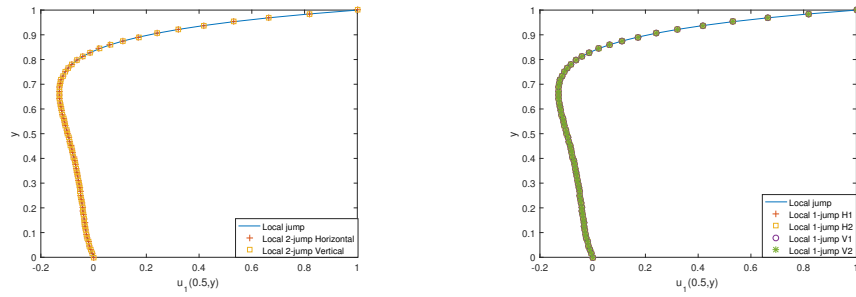 1
0.9
0.8
0.7
0.6
0.5
0.4
0.3
0.2
0.1
0
y
-0.2 0 0.2 0.4 0.6 0.8 1
u1(0.5,y)
Local jump
Local 2-jump Horizontal
Local 2-jump Vertical
1
0.9
0.8
0.7
0.6
0.5
0.4
0.3
0.2
0.1
0
y
-0.2 0 0.2 0.4 0.6 0.8 1
u1(0.5,y)
Local jump
Local 1-jump H1
Local 1-jump H2
Local 1-jump V1
Local 1-jump V2